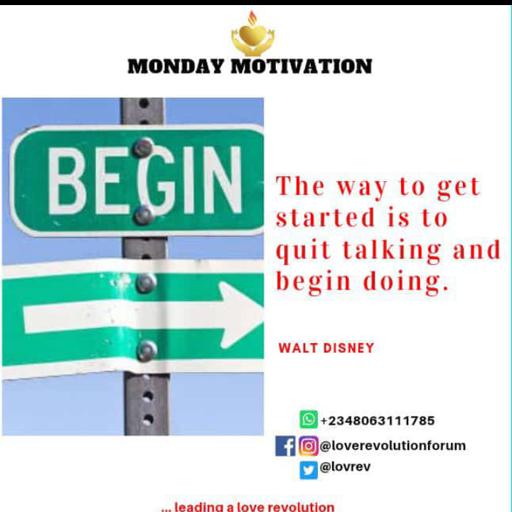 MONDAY MOTIVATION
BEGIN
The way to get
started is to
quit talking and
begin doing.
WALT DISNEY
+2348063111785
@loverevolutionforum
@lovrev
... leading a love revolution